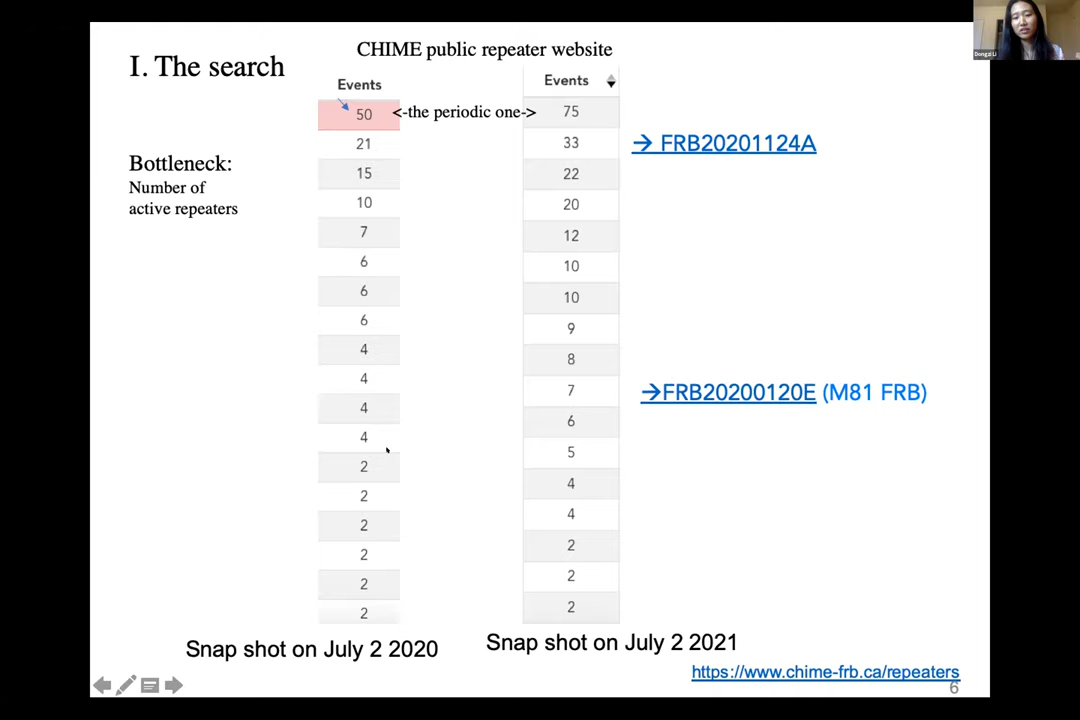 I. The search
CHIME public repeater website
Bottleneck:
Number of
active repeaters
Events
50
21
15
10
7
6
6
6
4
4
4
4
2
2
2
2
2
2
Snap shot on July 2 2020
<-the periodic one->
Events
75
33
22
20
12
10
10
9
8
7
6
5
4
4
2
2
2
Snap shot on July 2 2021
→ FRB20201124A
→FRB20200120E (M81 FRB)
https://www.chime-frb.ca/repeaters
6
Dongzi Li